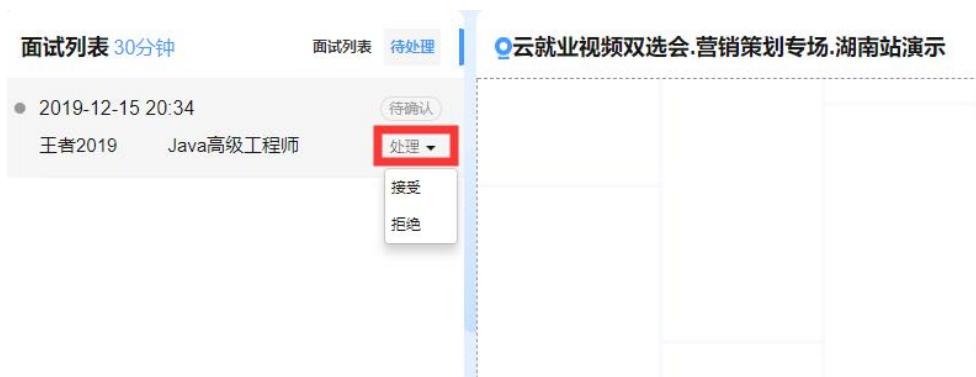 面试列表 30分钟 面试列表 待处理
云就业视频双选会.营销策划专场.湖南站演示
2019-12-15 20:34 待确认
王者2019 Java高级工程师 处理
接受
拒绝